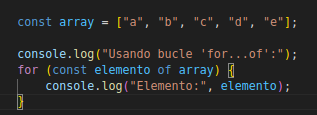 const array = ["a", "b", "c", "d", "e"];
console.log("Usando bucle 'for...of':");
for (const elemento of array) {
    console.log("Elemento:", elemento);
}